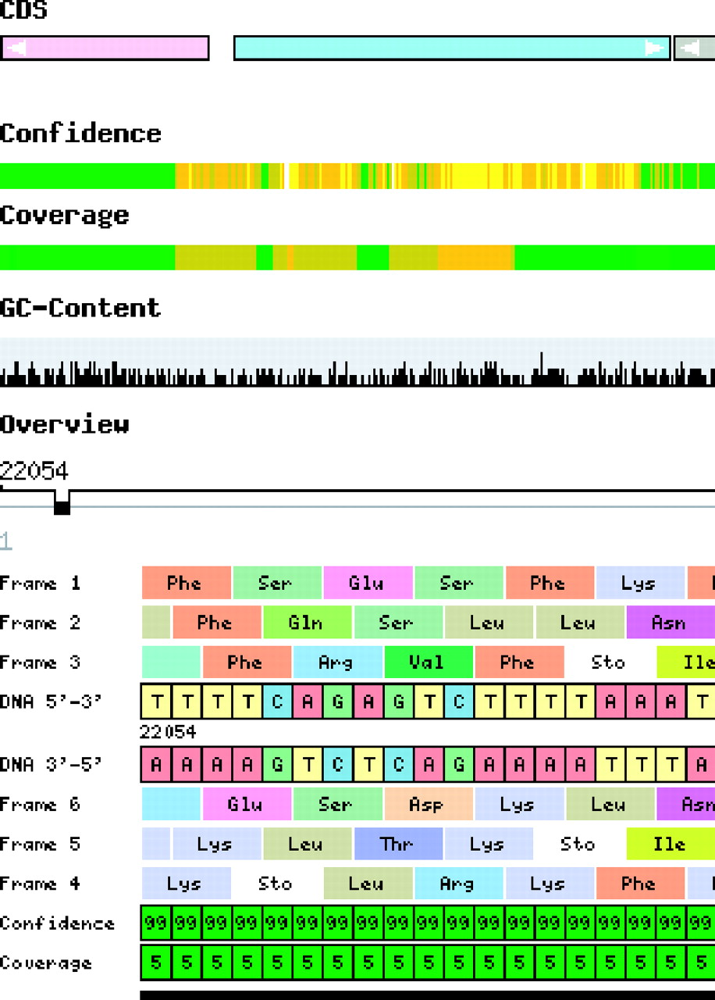 CDS
Confidence
Coverage
GC-Content
Overview
22054
1
Frame 1 Phe Ser Glu Ser Phe Lys
Frame 2 Phe Gln Ser Leu Leu Asn
Frame 3 Phe Arg Val Phe Sto Ile
DNA 5'-3' T T T T C A G A G T C T T T T A A A T
22054
DNA 3'-5' A A A A G T C T C A G A A A A T T T A
Frame 6 Glu Ser Asp Lys Leu Asn
Frame 5 Lys Leu Thr Lys Sto Ile
Frame 4 Lys Sto Leu Arg Lys Phe
Confidence 99 99 99 99 99 99 99 99 99 99 99 99 99 99 99 99 99 99 99
Coverage 5 5 5 5 5 5 5 5 5 5 5 5 5 5 5 5 5 5 5